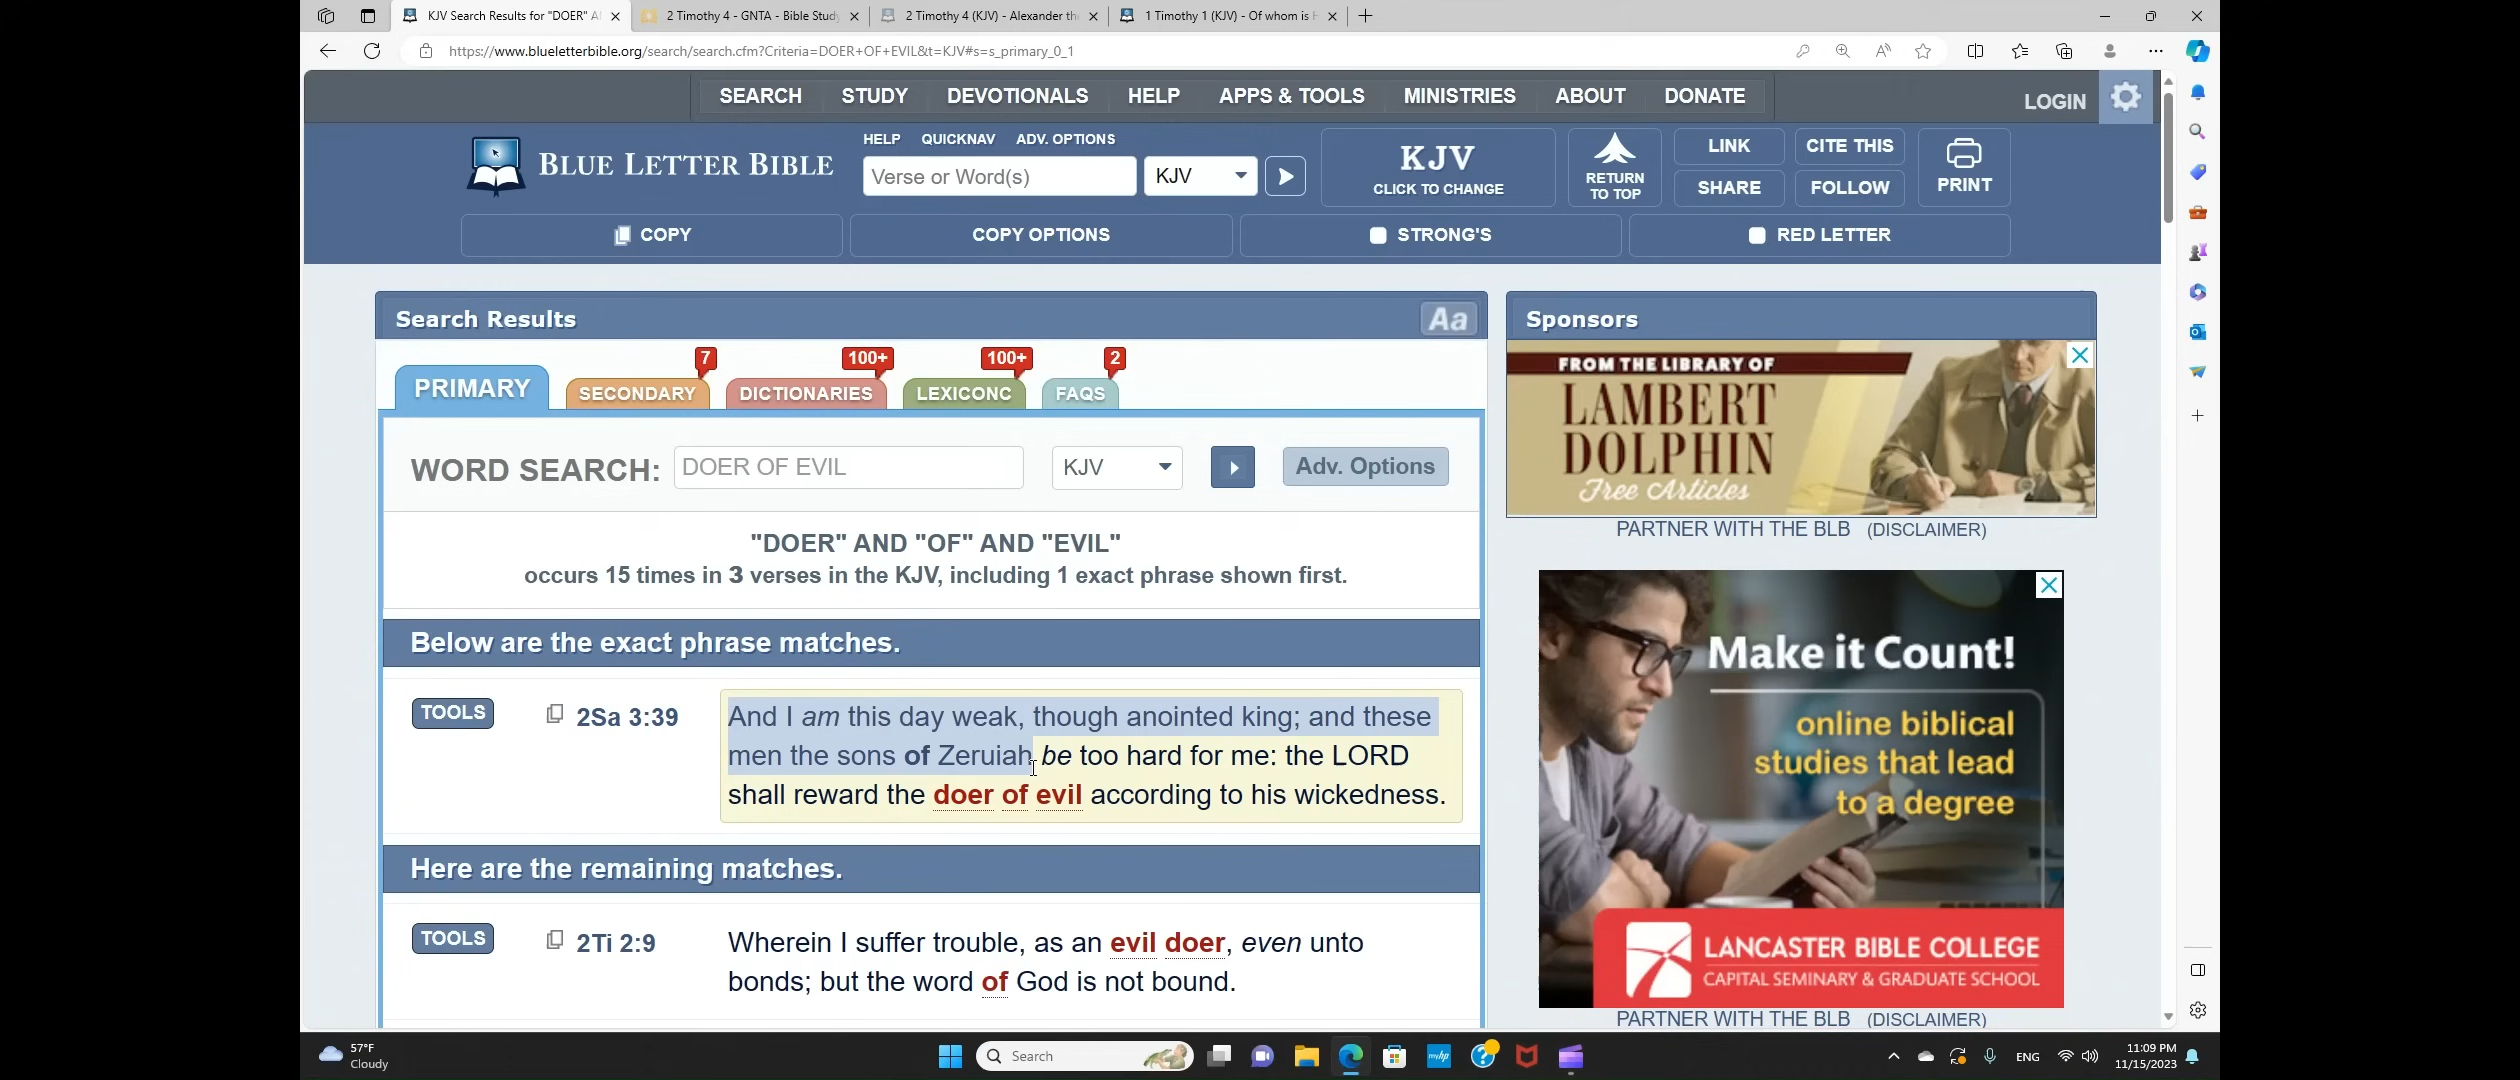 KJV Search Results for "DOER" A
2 Timothy 4 - GNTA - Bible Study
2 Timothy 4 (KJV) - Alexander the
1 Timothy 1 (KJV) - Of whom is H
https://www.blueletterbible.org/search/search.cfm?Criteria=DOER+OF+EVIL&t=KJV#s=s_primary_0_1
SEARCH STUDY DEVOTIONALS HELP APPS & TOOLS MINISTRIES ABOUT DONATE
LOGIN
HELP QUICKNAV ADV. OPTIONS
BLUE LETTER BIBLE
Verse or Word(s)
KJV
KJV
CLICK TO CHANGE
RETURN
TO TOP
LINK
CITE THIS
SHARE
FOLLOW
PRINT
COPY
COPY OPTIONS
STRONG'S
RED LETTER
Search Results
Aa
7
100+
100+
2
PRIMARY
SECONDARY
DICTIONARIES
LEXICONC
FAQS
WORD SEARCH:
DOER OF EVIL
KJV
Adv. Options
"DOER" AND "OF" AND "EVIL"
occurs 15 times in 3 verses in the KJV, including 1 exact phrase shown first.
Below are the exact phrase matches.
TOOLS
2Sa 3:39
And I am this day weak, though anointed king; and these
men the sons of Zeruiah be too hard for me: the LORD
shall reward the doer of evil according to his wickedness.
Here are the remaining matches.
TOOLS
2Ti 2:9
Wherein I suffer trouble, as an evil doer, even unto
bonds; but the word of God is not bound.
Sponsors
FROM THE LIBRARY OF
LAMBERT
DOLPHIN
Free Articles
PARTNER WITH THE BLB (DISCLAIMER)
Make it Count!
online biblical
studies that lead
to a degree
LANCASTER BIBLE COLLEGE
CAPITAL SEMINARY & GRADUATE SCHOOL
PARTNER WITH THE BLB (DISCLAIMER)
57°F
Cloudy
Search
myhp
ENG
11:09 PM
11/15/2023